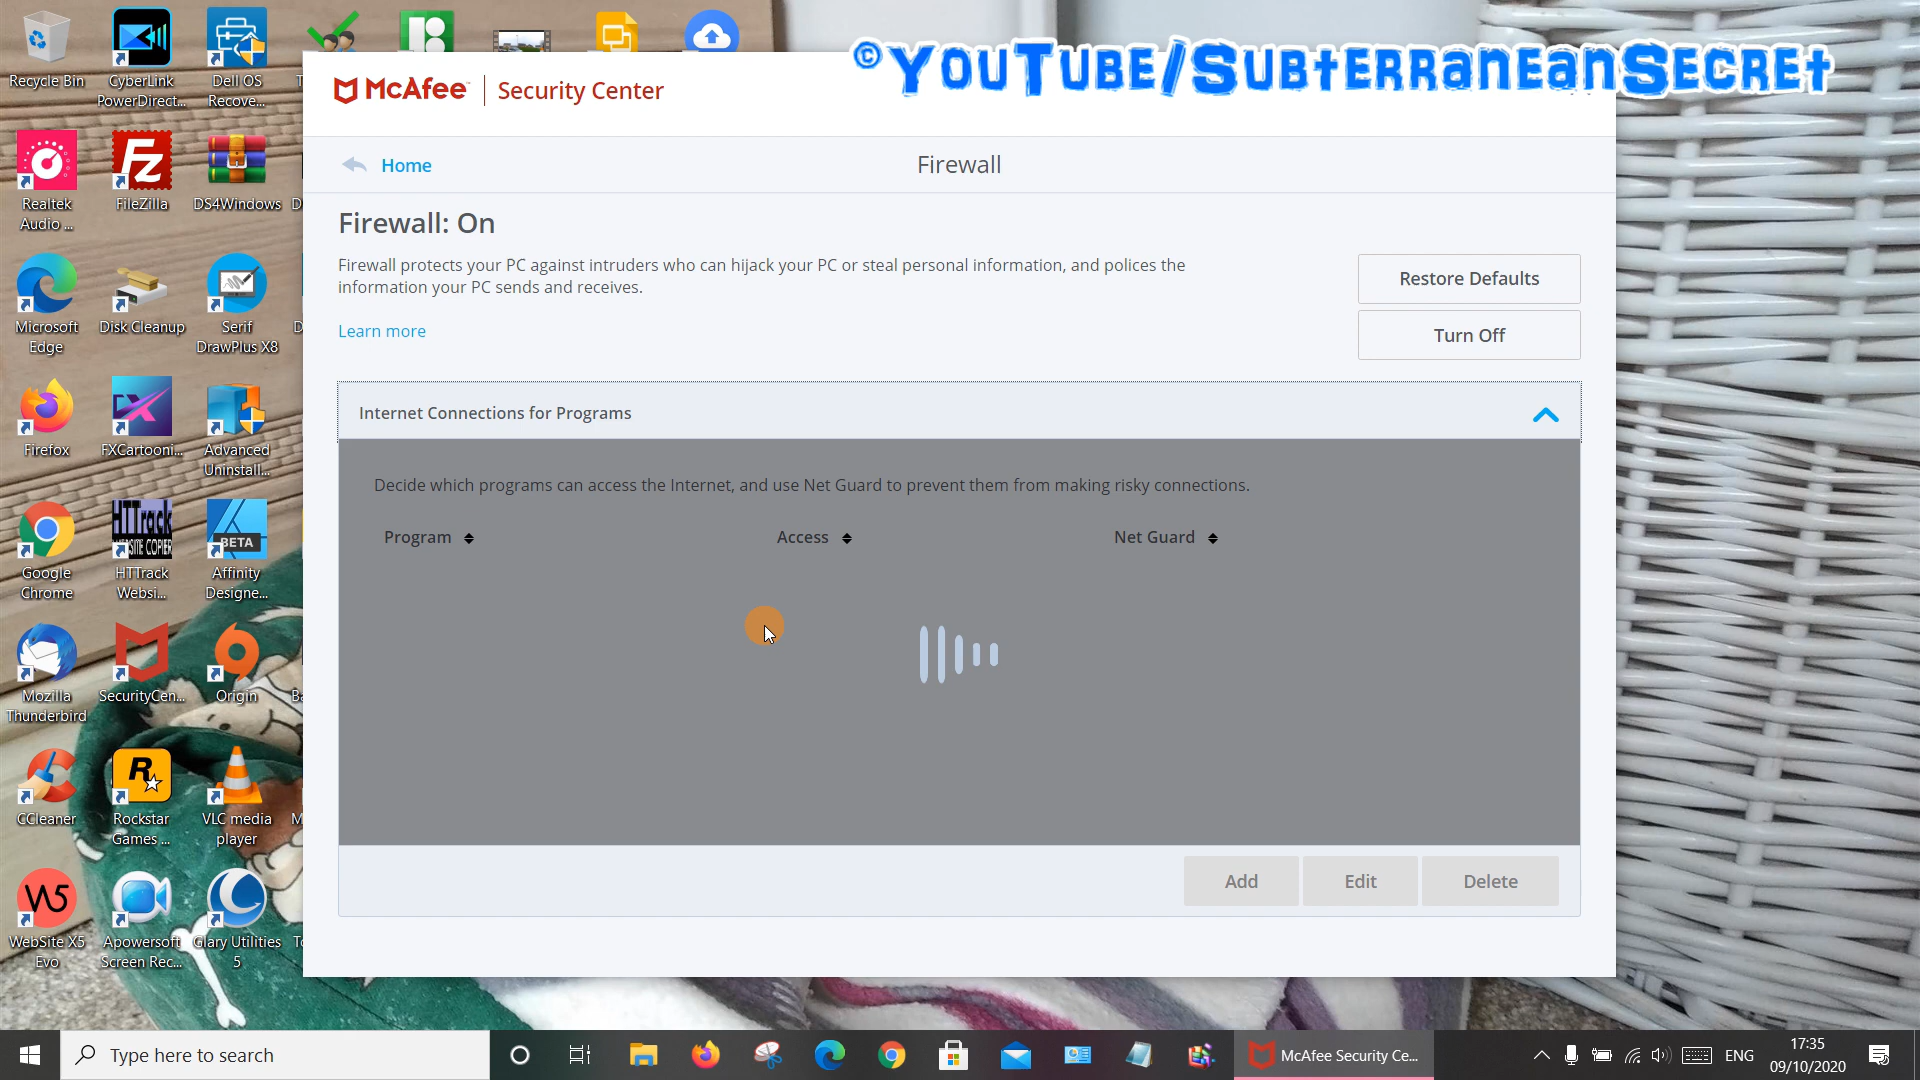 Recycle Bin
CyberLink
PowerDirect...
Dell OS
Recove...
©YouTube/SubterraneanSecret
McAfee
Security Center
Home
Firewall
Firewall: On
Firewall protects your PC against intruders who can hijack your PC or steal personal information, and polices the
information your PC sends and receives.
Learn more
Restore Defaults
Turn Off
Internet Connections for Programs
Decide which programs can access the Internet, and use Net Guard to prevent them from making risky connections.
Program
Access
Net Guard
Add
Edit
Delete
Realtek
Audio ...
FileZilla
DS4Windows
Microsoft
Edge
Disk Cleanup
Serif
DrawPlus X8
Firefox
FXCartooni...
Advanced
Uninstall...
Google
Chrome
HTTrack
WEBSITE COPIER
HTTrack
Websi...
BETA
Affinity
Designe...
Mozilla
Thunderbird
SecurityCen...
Origin
CCleaner
Rockstar
Games ...
VLC media
player
W5
WebSite X5
Evo
Apowersoft
Screen Rec...
Glary Utilities
5
Type here to search
McAfee Security Ce...
ENG
17:35
09/10/2020